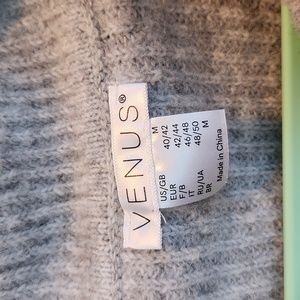 VENUS®
US/GB M
EUR 40/42
F/B 42/44
IT 46/48
RU/UA 48/50
BR M
Made in China